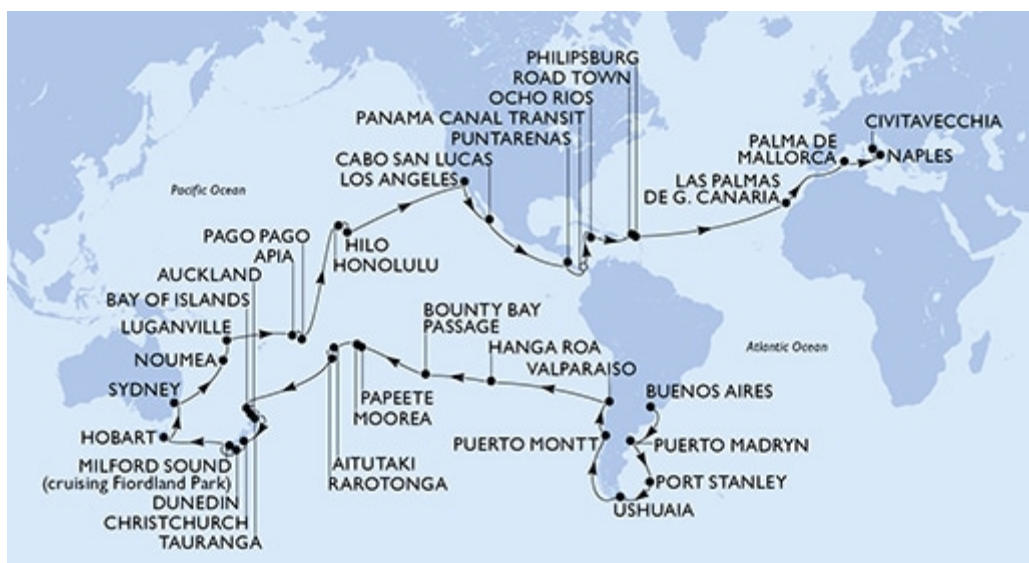 PHILIPSBURG
ROAD TOWN
OCHO RIOS
PANAMA CANAL TRANSIT
PUNTARENAS
CIVITAVECCHIA
PALMA DE
MALLORCA
NAPLES
CABO SAN LUCAS
LOS ANGELES
LAS PALMAS
DE G. CANARIA
Pacific Ocean
PAGO PAGO
APIA
HILO
HONOLULU
AUCKLAND
BAY OF ISLANDS
LUGANVILLE
NOUMEA
SYDNEY
HOBART
BOUNTY BAY
PASSAGE
HANGA ROA
VALPARAISO
Atlantic Ocean
BUENOS AIRES
PAPEETE
MOOREA
PUERTO MONTT
PUERTO MADRYN
MILFORD SOUND
(cruising Fiordland Park)
DUNEDIN
CHRISTCHURCH
TAURANGA
AITUTAKI
RAROTONGA
PORT STANLEY
USHUAIA